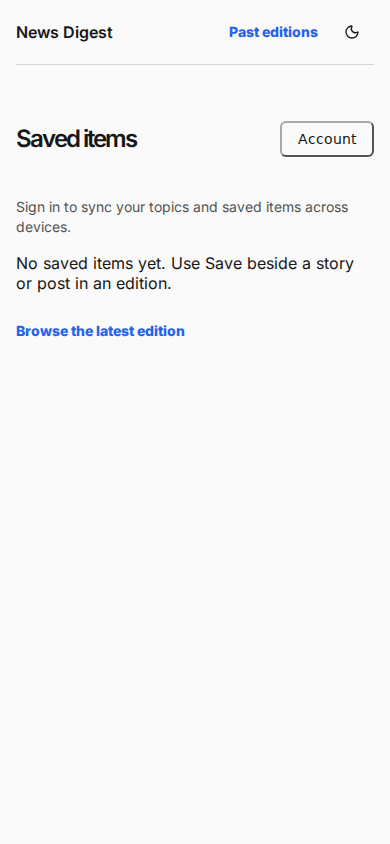 News Digest
Past editions
Saved items
Account
Sign in to sync your topics and saved items across
devices.
No saved items yet. Use Save beside a story
or post in an edition.
Browse the latest edition